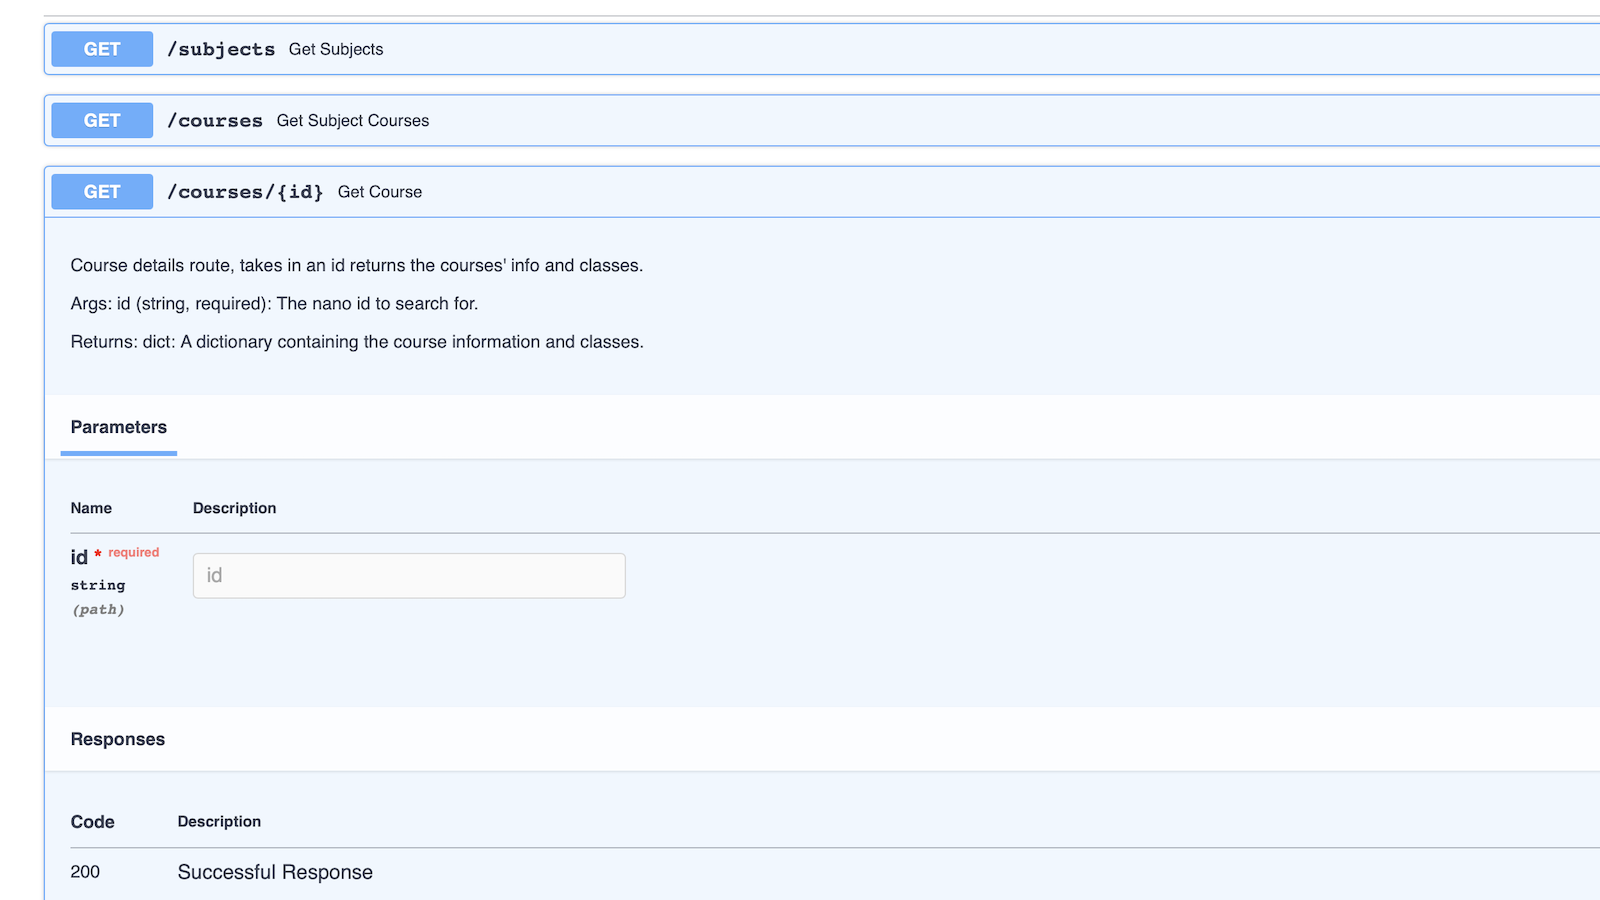 GET /subjects Get Subjects
GET /courses Get Subject Courses
GET /courses/{id} Get Course
Course details route, takes in an id returns the courses' info and classes.
Args: id (string, required): The nano id to search for.
Returns: dict: A dictionary containing the course information and classes.
Parameters
Name Description
id * required
string
(path)
id
Responses
Code Description
200 Successful Response